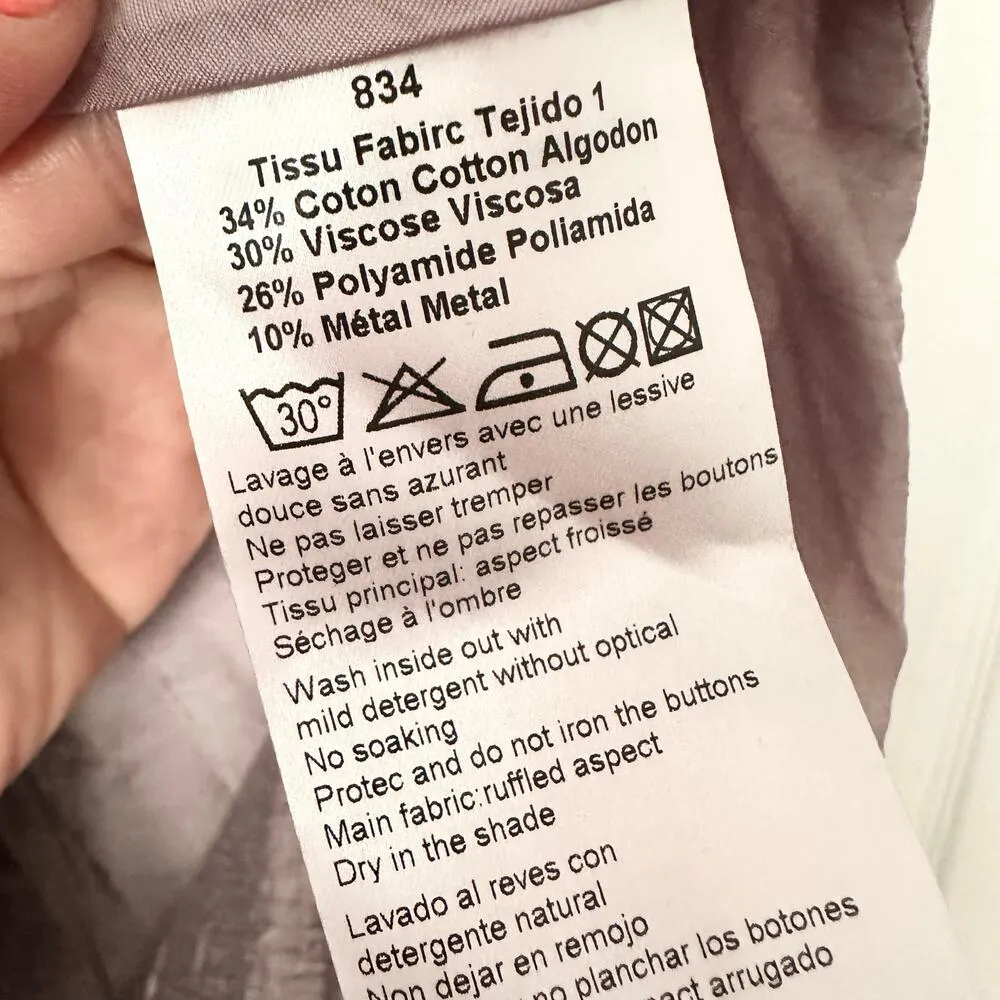 834
Tissu Fabirc Tejido 1
34% Coton Cotton Algodon
30% Viscose Viscosa
26% Polyamide Poliamida
10% Métal Metal
30°
Lavage à l'envers avec une lessive
douce sans azurant
Ne pas laisser tremper
Proteger et ne pas repasser les boutons
Tissu principal: aspect froissé
Séchage à l'ombre
Wash inside out with
mild detergent without optical
No soaking
Protec and do not iron the buttons
Main fabric:ruffled aspect
Dry in the shade
Lavado al reves con
detergente natural
Non dejar en remojo
no planchar los botones
arrugado